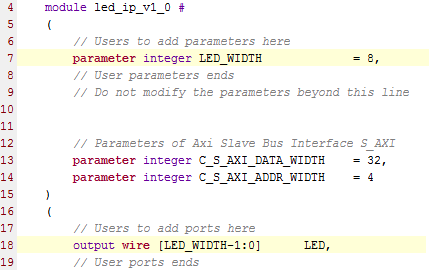 4 module led_ip_v1_0 #
5 (
6 // Users to add parameters here
7 parameter integer LED_WIDTH = 8,
8 // User parameters ends
9 // Do not modify the parameters beyond this line
10
11
12 // Parameters of Axi Slave Bus Interface S_AXI
13 parameter integer C_S_AXI_DATA_WIDTH = 32,
14 parameter integer C_S_AXI_ADDR_WIDTH = 4
15 )
16 (
17 // Users to add ports here
18 output wire [LED_WIDTH-1:0] LED,
19 // User ports ends